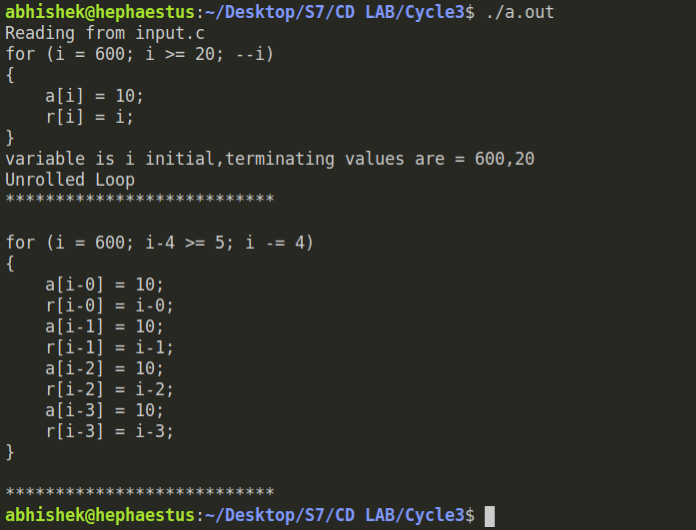 abhishek@hephaestus:~/Desktop/S7/CD LAB/Cycle3$ ./a.out
Reading from input.c
for (i = 600; i >= 20; --i)
{
    a[i] = 10;
    r[i] = i;
}
variable is i initial,terminating values are = 600,20
Unrolled Loop
***************************

for (i = 600; i-4 >= 5; i -= 4)
{
    a[i-0] = 10;
    r[i-0] = i-0;
    a[i-1] = 10;
    r[i-1] = i-1;
    a[i-2] = 10;
    r[i-2] = i-2;
    a[i-3] = 10;
    r[i-3] = i-3;
}

***************************
abhishek@hephaestus:~/Desktop/S7/CD LAB/Cycle3$